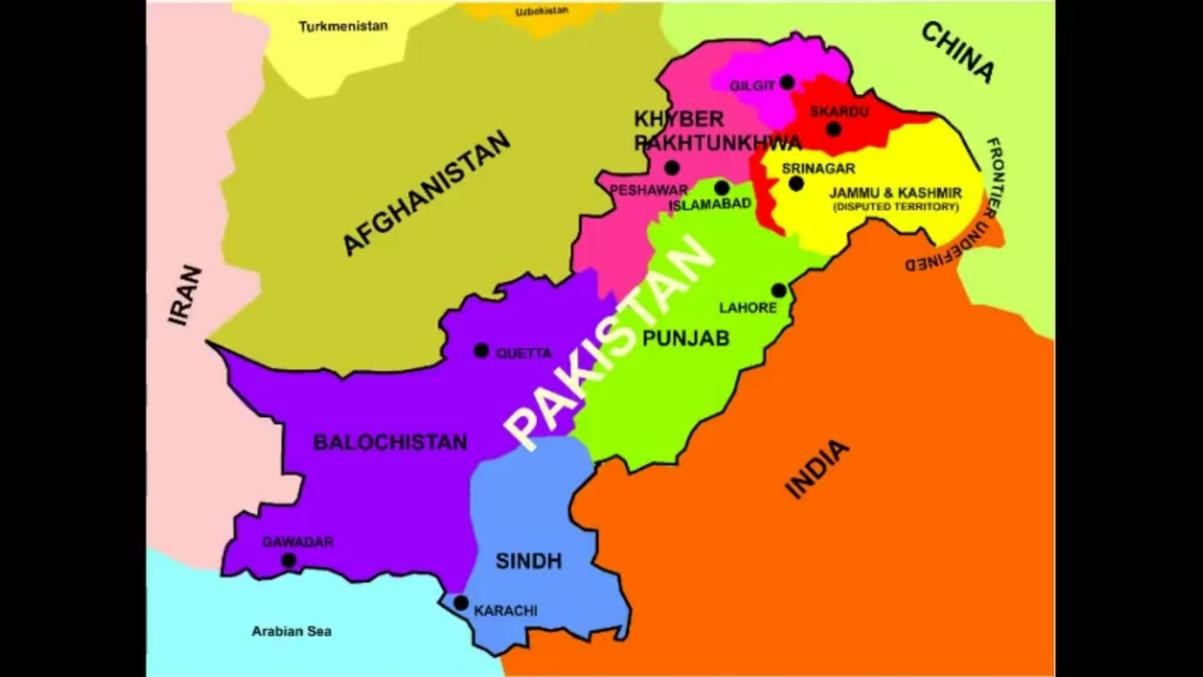 Turkmenistan
Uzbekistan
CHINA
GILGIT
SKARDU
KHYBER
PAKHTUNKHWA
FRONTIER UNDEFINED
AFGHANISTAN
SRINAGAR
PESHAWAR
JAMMU & KASHMIR
(DISPUTED TERRITORY)
ISLAMABAD
IRAN
PAKISTAN
LAHORE
PUNJAB
QUETTA
BALOCHISTAN
INDIA
GAWADAR
SINDH
KARACHI
Arabian Sea